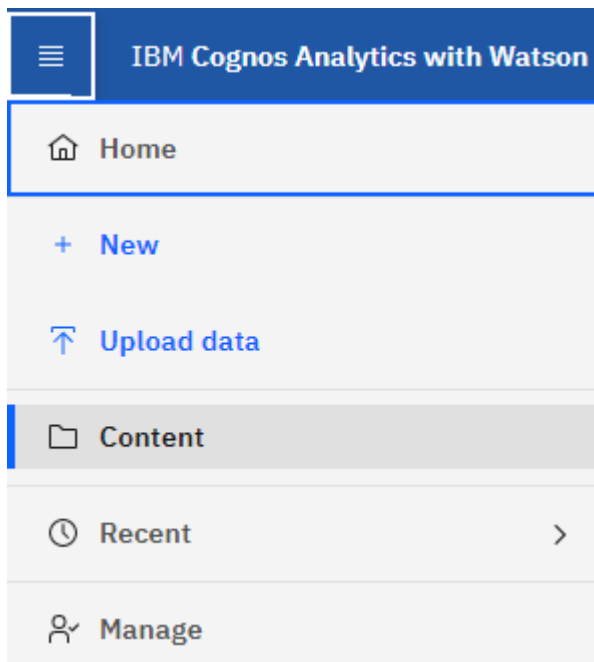 IBM Cognos Analytics with Watson
Home
New
Upload data
Content
Recent
Manage